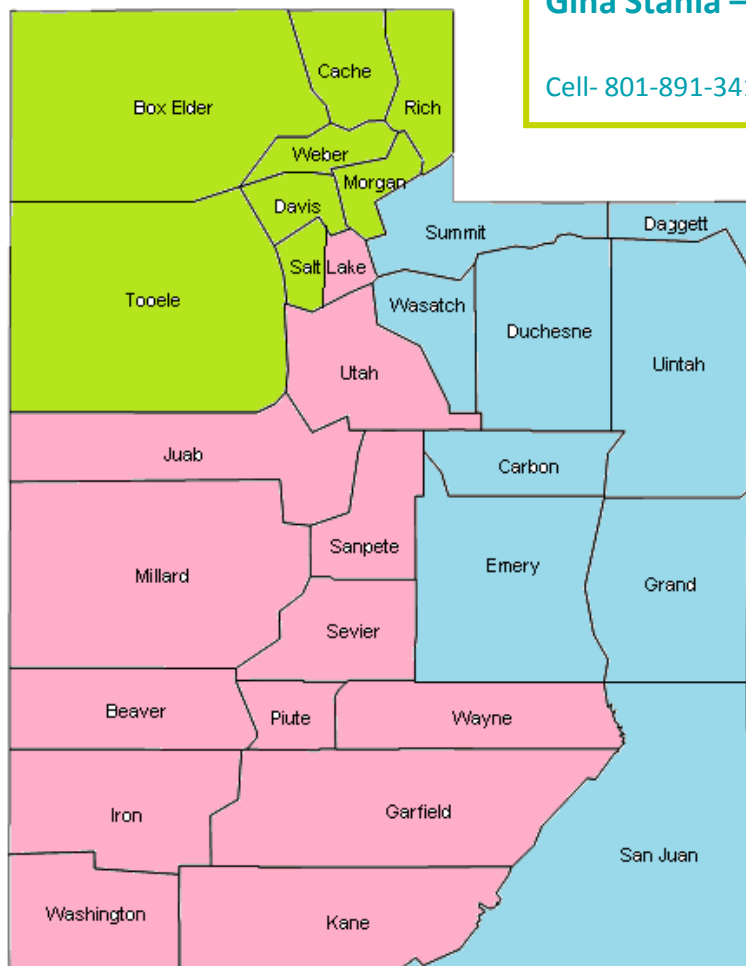 Cell- 801-891-34
Cache
Box Elder
Rich
Weber
Morgan
Davis
Summit
Daggett
Salt Lake
Tooele
Wasatch
Duchesne
Uintah
Utah
Juab
Carbon
Sanpete
Emery
Millard
Grand
Sevier
Beaver
Piute
Wayne
Iron
Garfield
San Juan
Washington
Kane